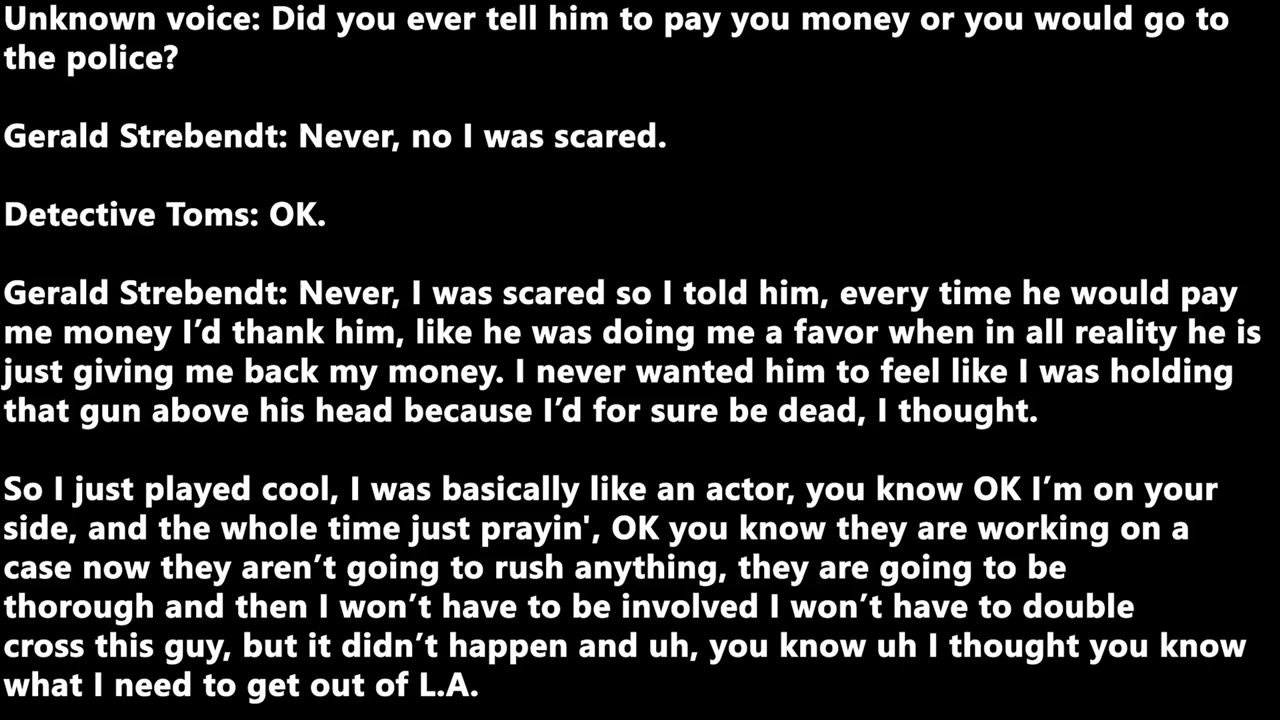 Unknown voice: Did you ever tell him to pay you money or you would go to
the police?
Gerald Strebendt: Never, no I was scared.
Detective Toms: OK.
Gerald Strebendt: Never, I was scared so I told him, every time he would pay
me money I’d thank him, like he was doing me a favor when in all reality he is
just giving me back my money. I never wanted him to feel like I was holding
that gun above his head because I’d for sure be dead, I thought.
So I just played cool, I was basically like an actor, you know OK I’m on your
side, and the whole time just prayin', OK you know they are working on a
case now they aren’t going to rush anything, they are going to be
thorough and then I won’t have to be involved I won’t have to double
cross this guy, but it didn’t happen and uh, you know uh I thought you know
what I need to get out of L.A.